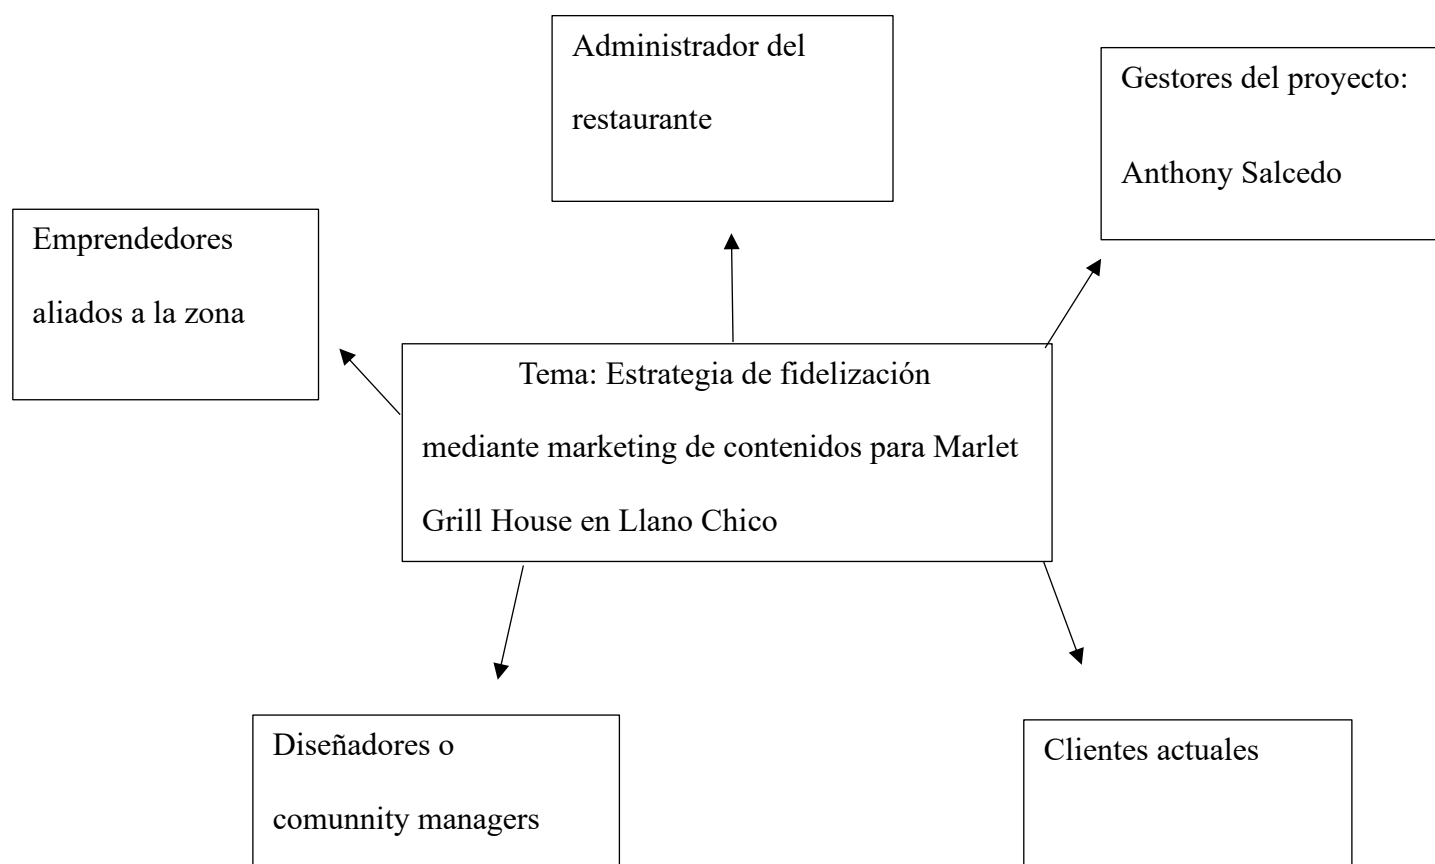 Administrador del
restaurante
Gestores del proyecto:
Anthony Salcedo
Emprendedores
aliados a la zona
Tema: Estrategia de fidelización
mediante marketing de contenidos para Marlet
Grill House en Llano Chico
Diseñadores o
comunnity managers
Clientes actuales